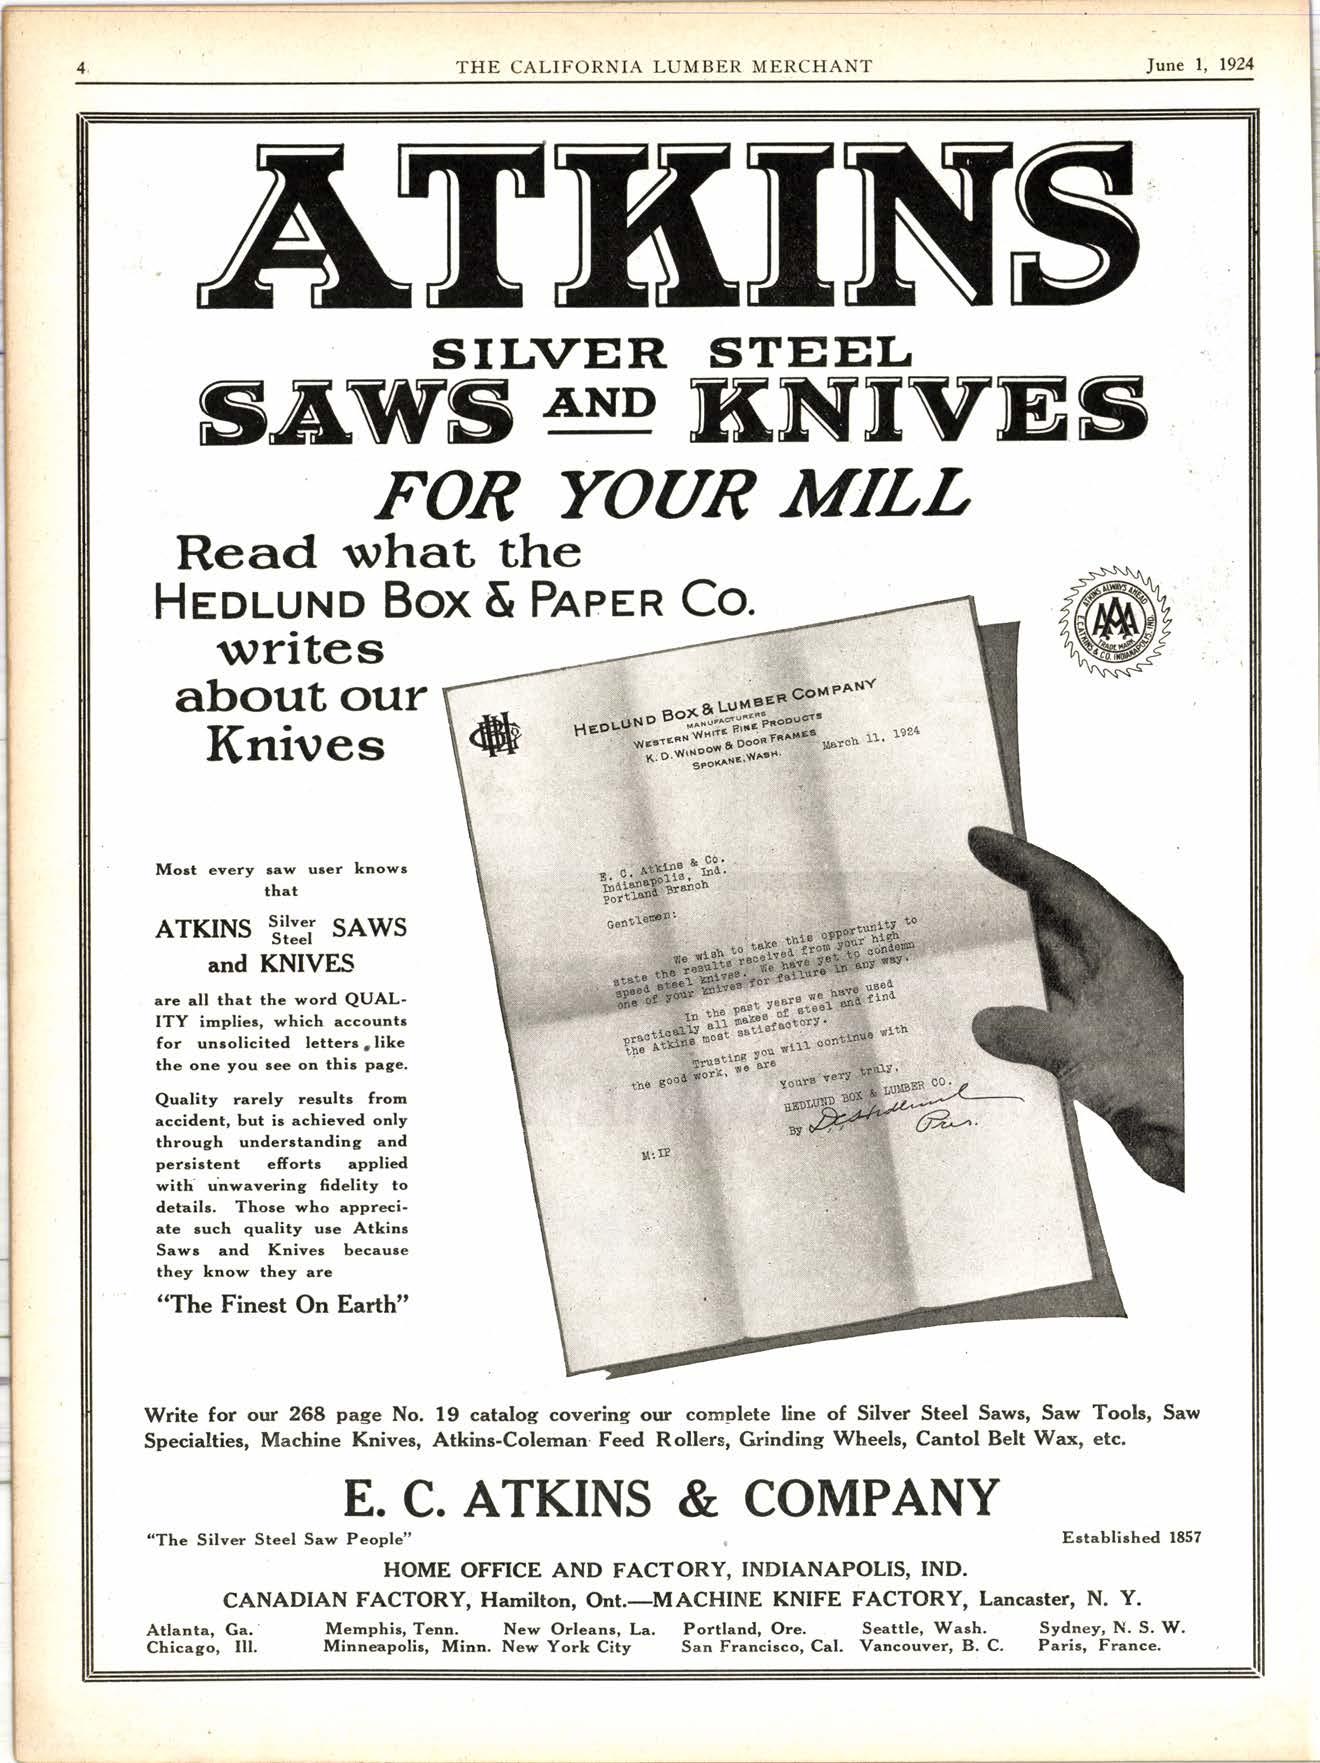 4
THE CALIFORNIA LUMBER MERCHANT
June 1, 1924
ATKINS
SILVER STEEL
SAWS AND KNIVES
FOR YOUR MILL
Read what the
HEDLUND BOX & PAPER CO.
writes
about our
Knives
ATKINS ALWAYS AHEAD
AAA
TRADE MARK
E.C. ATKINS & CO. INDIANAPOLIS, IND.
HEDLUND BOX & LUMBER COMPANY
MANUFACTURERS
WESTERN WHITE PINE PRODUCTS
K. D. WINDOW & DOOR FRAMES
SPOKANE, WASH.
March 11, 1924
E. C. Atkins & Co.
Indianapolis, Ind.
Portland Branch
Gentlemen:
We wish to take this opportunity to
state the results received from your high
speed steel knives. We have yet to condemn
one of your knives for failure in any way.
In the past years we have used
practically all makes of steel and find
the Atkins most satisfactory.
Trusting you will continue with
the good work, we are
Yours very truly,
HEDLUND BOX & LUMBER CO.
By
Hedlund
Pres.
M:IP
Most every saw user knows
that
ATKINS Silver Steel SAWS
and KNIVES
are all that the word QUAL-
ITY implies, which accounts
for unsolicited letters like
the one you see on this page.
Quality rarely results from
accident, but is achieved only
through understanding and
persistent efforts applied
with unwavering fidelity to
details. Those who appreci-
ate such quality use Atkins
Saws and Knives because
they know they are
"The Finest On Earth"
Write for our 268 page No. 19 catalog covering our complete line of Silver Steel Saws, Saw Tools, Saw
Specialties, Machine Knives, Atkins-Coleman Feed Rollers, Grinding Wheels, Cantol Belt Wax, etc.
E. C. ATKINS & COMPANY
"The Silver Steel Saw People"
Established 1857
HOME OFFICE AND FACTORY, INDIANAPOLIS, IND.
CANADIAN FACTORY, Hamilton, Ont.—MACHINE KNIFE FACTORY, Lancaster, N. Y.
Atlanta, Ga. Memphis, Tenn. New Orleans, La. Portland, Ore. Seattle, Wash. Sydney, N. S. W.
Chicago, Ill. Minneapolis, Minn. New York City San Francisco, Cal. Vancouver, B. C. Paris, France.